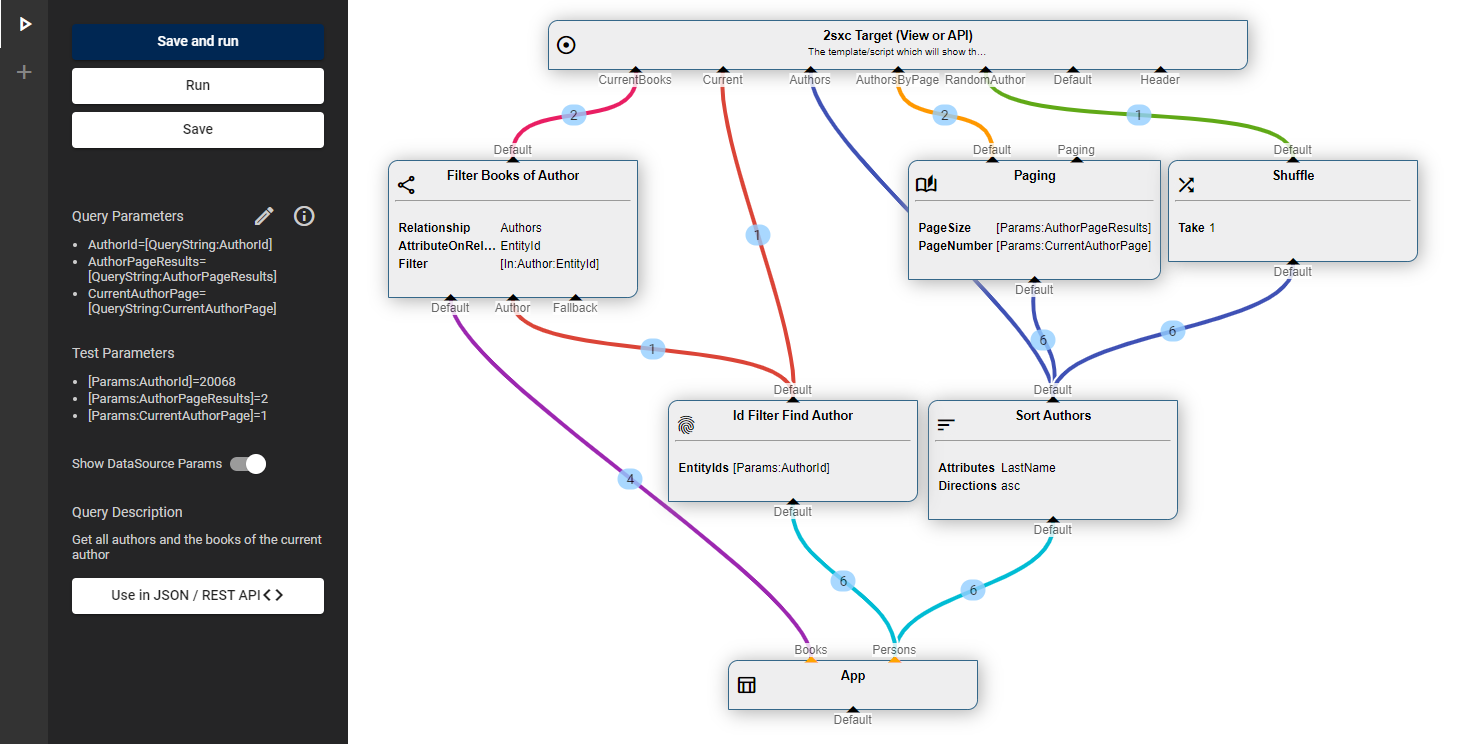 Save and run
Run
Save
Query Parameters
AuthorId=[QueryString:AuthorId]
AuthorPageResults=
[QueryString:AuthorPageResults]
CurrentAuthorPage=
[QueryString:CurrentAuthorPage]
Test Parameters
[Params:AuthorId]=20068
[Params:AuthorPageResults]=2
[Params:CurrentAuthorPage]=1
Show DataSource Params
Query Description
Get all authors and the books of the current
author
Use in JSON / REST API
2sxc Target (View or API)
The template/script which will show th...
CurrentBooks Current Authors AuthorsByPage RandomAuthor Default Header
2 2 1
Default Default Paging Default
Filter Books of Author
Relationship Authors
AttributeOnRel... EntityId
Filter [In:Author:EntityId]
Default Author Fallback
1
Paging
PageSize [Params:AuthorPageResults]
PageNumber [Params:CurrentAuthorPage]
Default
Shuffle
Take 1
Default
1 6 6
Default Default
Id Filter Find Author
EntityIds [Params:AuthorId]
Default
Sort Authors
Attributes LastName
Directions asc
Default
4
6 6
Books Persons
App
Default